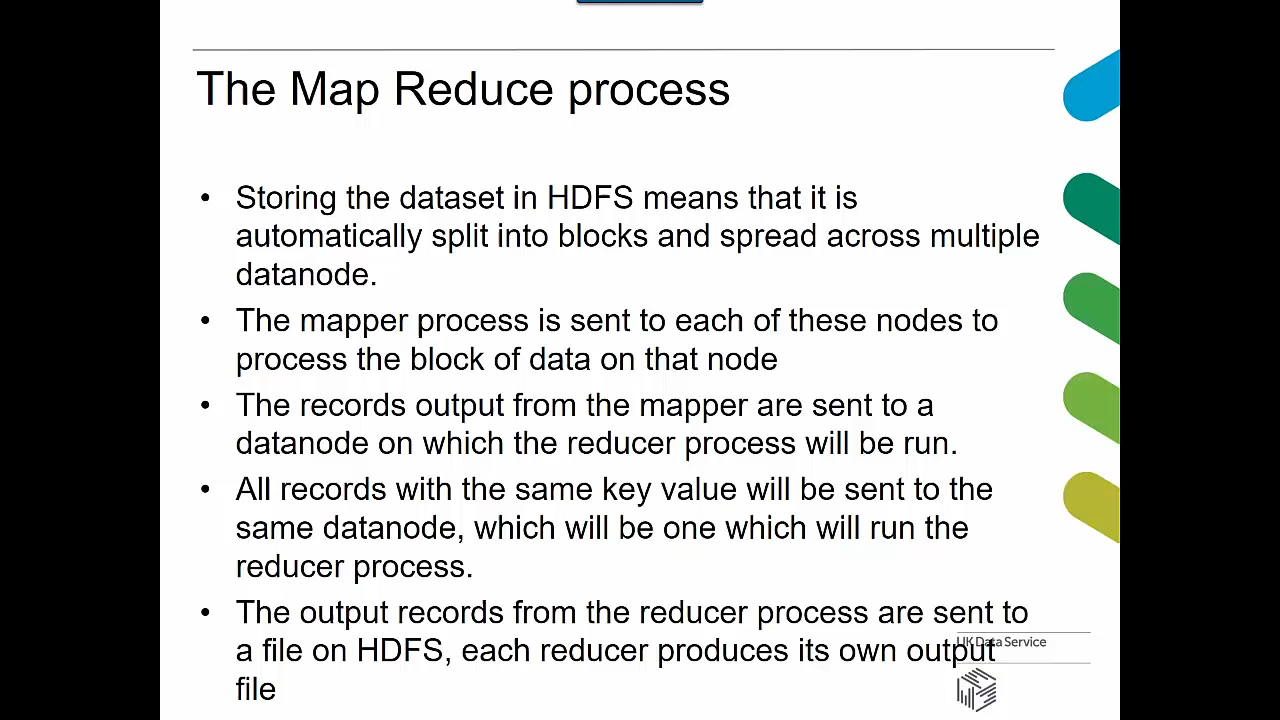 The Map Reduce process
• Storing the dataset in HDFS means that it is
automatically split into blocks and spread across multiple
datanode.
• The mapper process is sent to each of these nodes to
process the block of data on that node
• The records output from the mapper are sent to a
datanode on which the reducer process will be run.
• All records with the same key value will be sent to the
same datanode, which will be one which will run the
reducer process.
• The output records from the reducer process are sent to
a file on HDFS, each reducer produces its own output
file
UK Data Service